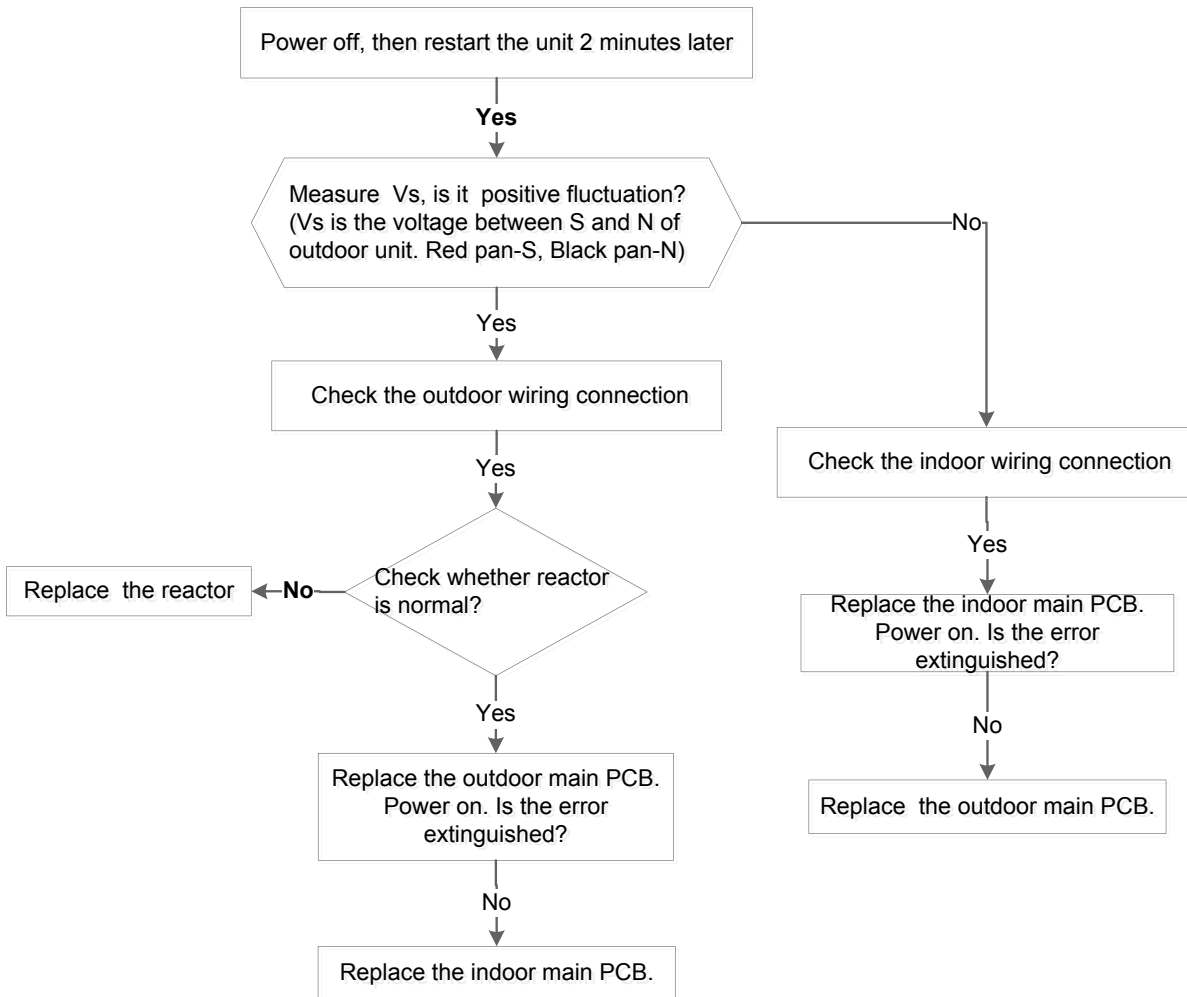 Power off, then restart the unit 2 minutes later
Yes
Measure Vs, is it positive fluctuation?
(Vs is the voltage between S and N of
outdoor unit. Red pan-S, Black pan-N)
No
Yes
Check the outdoor wiring connection
Check the indoor wiring connection
Yes
Yes
Check whether reactor
is normal?
No
Replace the reactor
Replace the indoor main PCB.
Power on. Is the error
extinguished?
Yes
No
Replace the outdoor main PCB.
Power on. Is the error
extinguished?
Replace the outdoor main PCB.
No
Replace the indoor main PCB.